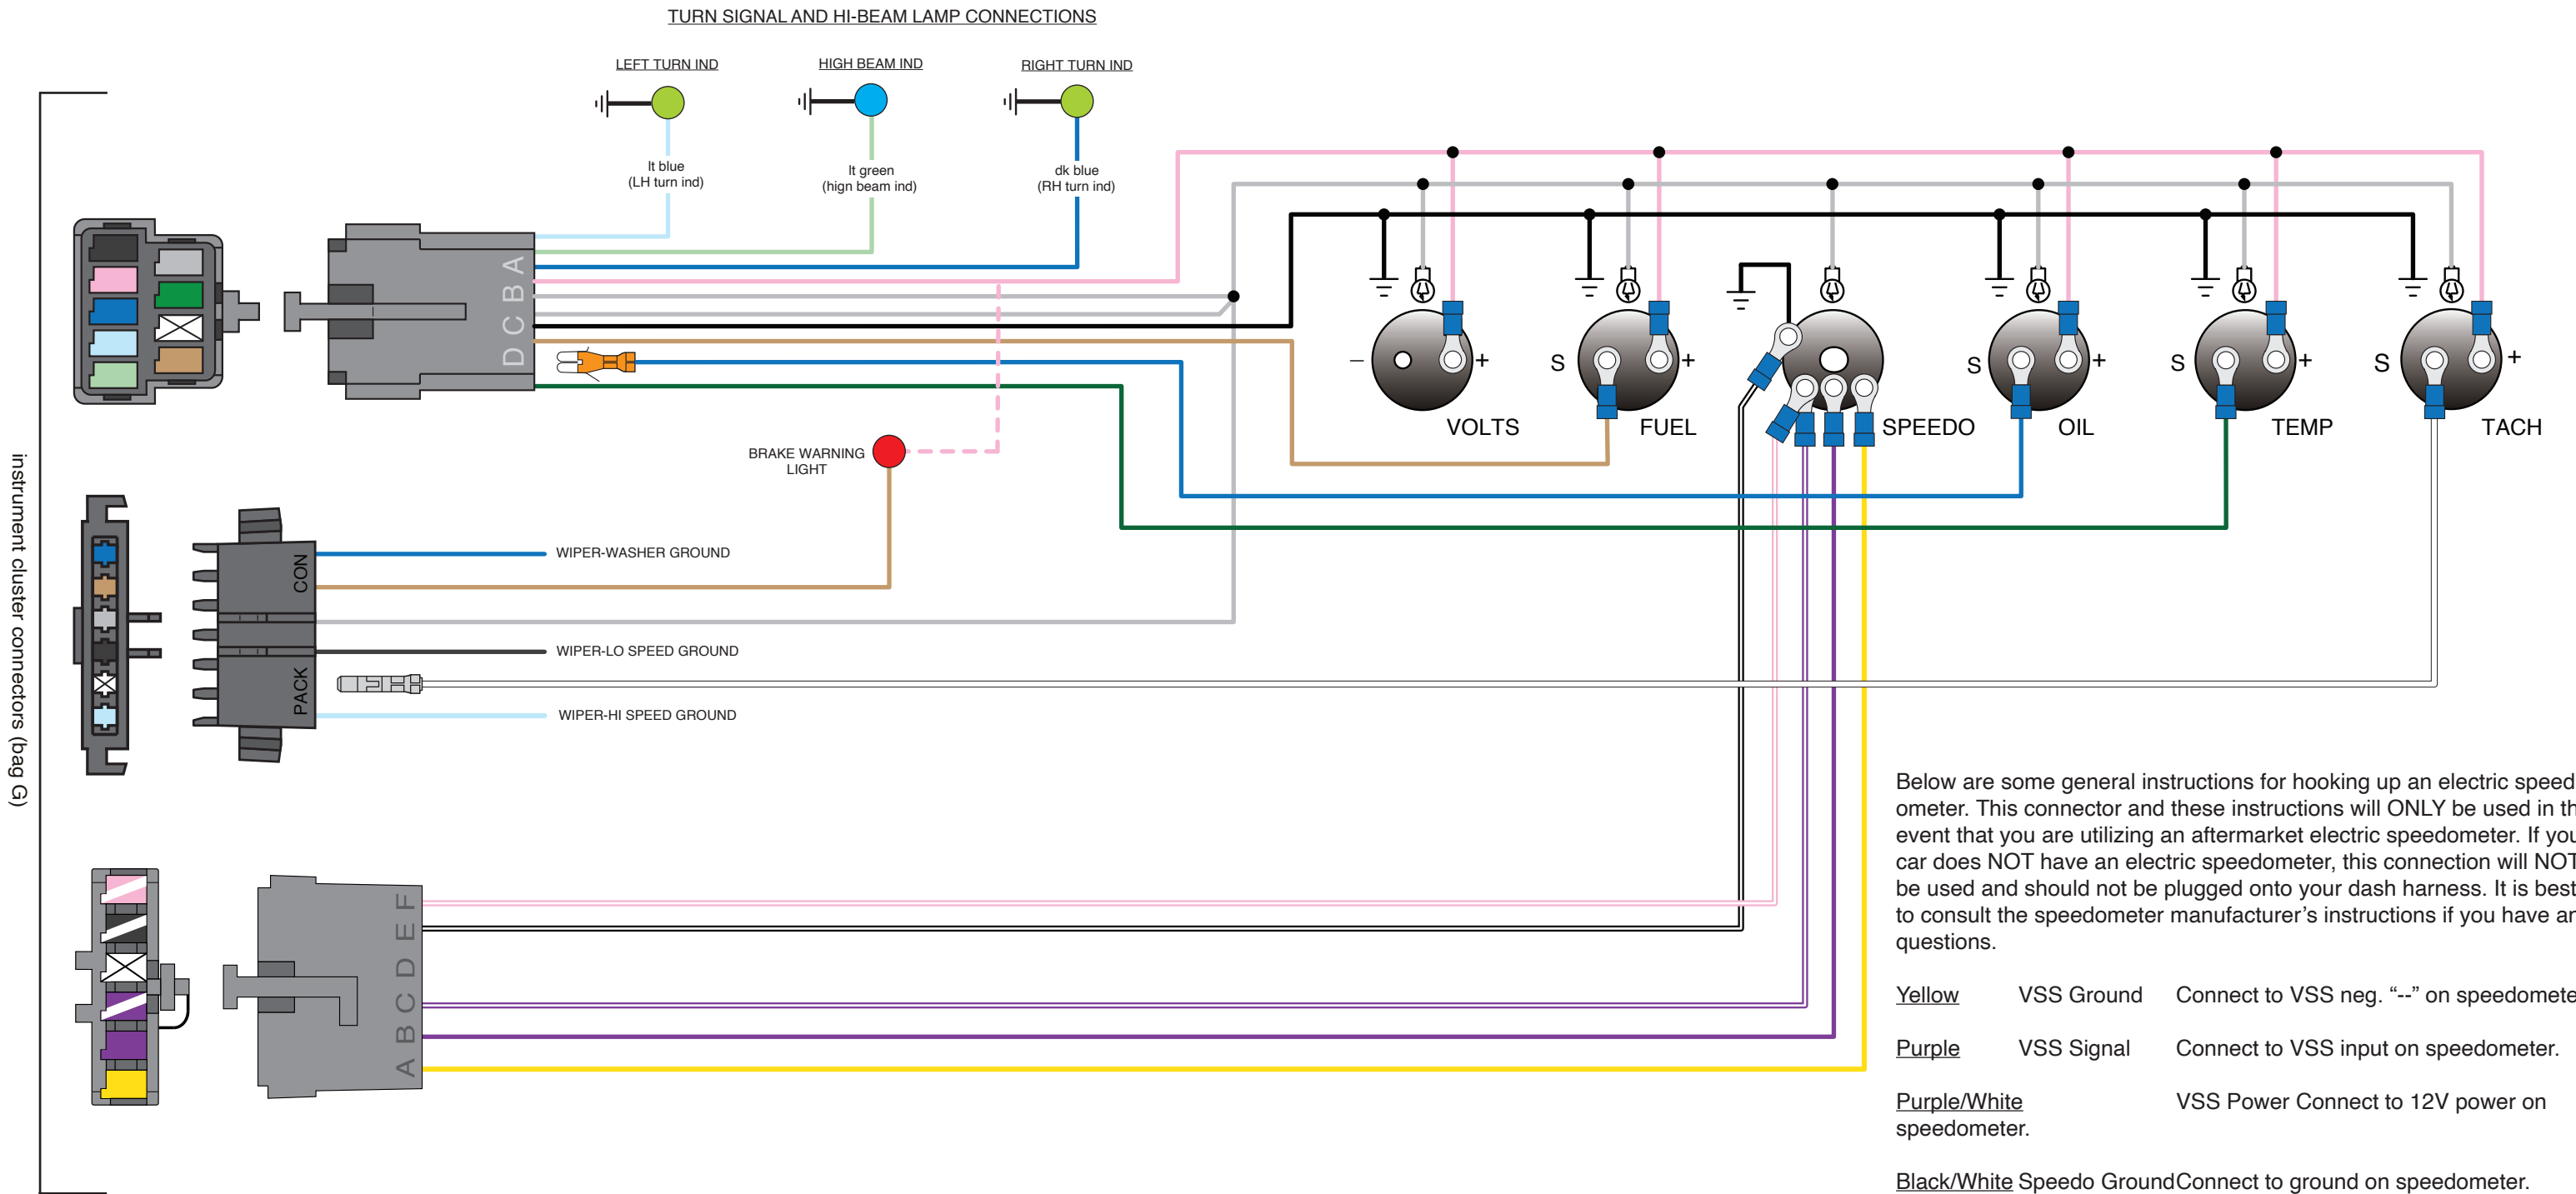 TURN SIGNAL AND HI-BEAM LAMP CONNECTIONS
LEFT TURN IND
HIGH BEAM IND
RIGHT TURN IND
lt blue
(LH turn ind)
lt green
(hign beam ind)
dk blue
(RH turn ind)
A
B
C
D
–
+
VOLTS
S
+
FUEL
SPEEDO
S
+
OIL
S
+
TEMP
S
+
TACH
BRAKE WARNING
LIGHT
instrument cluster connectors (bag G)
CON
PACK
WIPER-WASHER GROUND
WIPER-LO SPEED GROUND
WIPER-HI SPEED GROUND
F
E
D
C
B
A
Below are some general instructions for hooking up an electric speed
ometer. This connector and these instructions will ONLY be used in th
event that you are utilizing an aftermarket electric speedometer. If you
car does NOT have an electric speedometer, this connection will NOT
be used and should not be plugged onto your dash harness. It is best
to consult the speedometer manufacturer’s instructions if you have an
questions.
Yellow VSS Ground Connect to VSS neg. “--” on speedomete
Purple VSS Signal Connect to VSS input on speedometer.
Purple/White VSS Power Connect to 12V power on
speedometer.
Black/White Speedo GroundConnect to ground on speedometer.